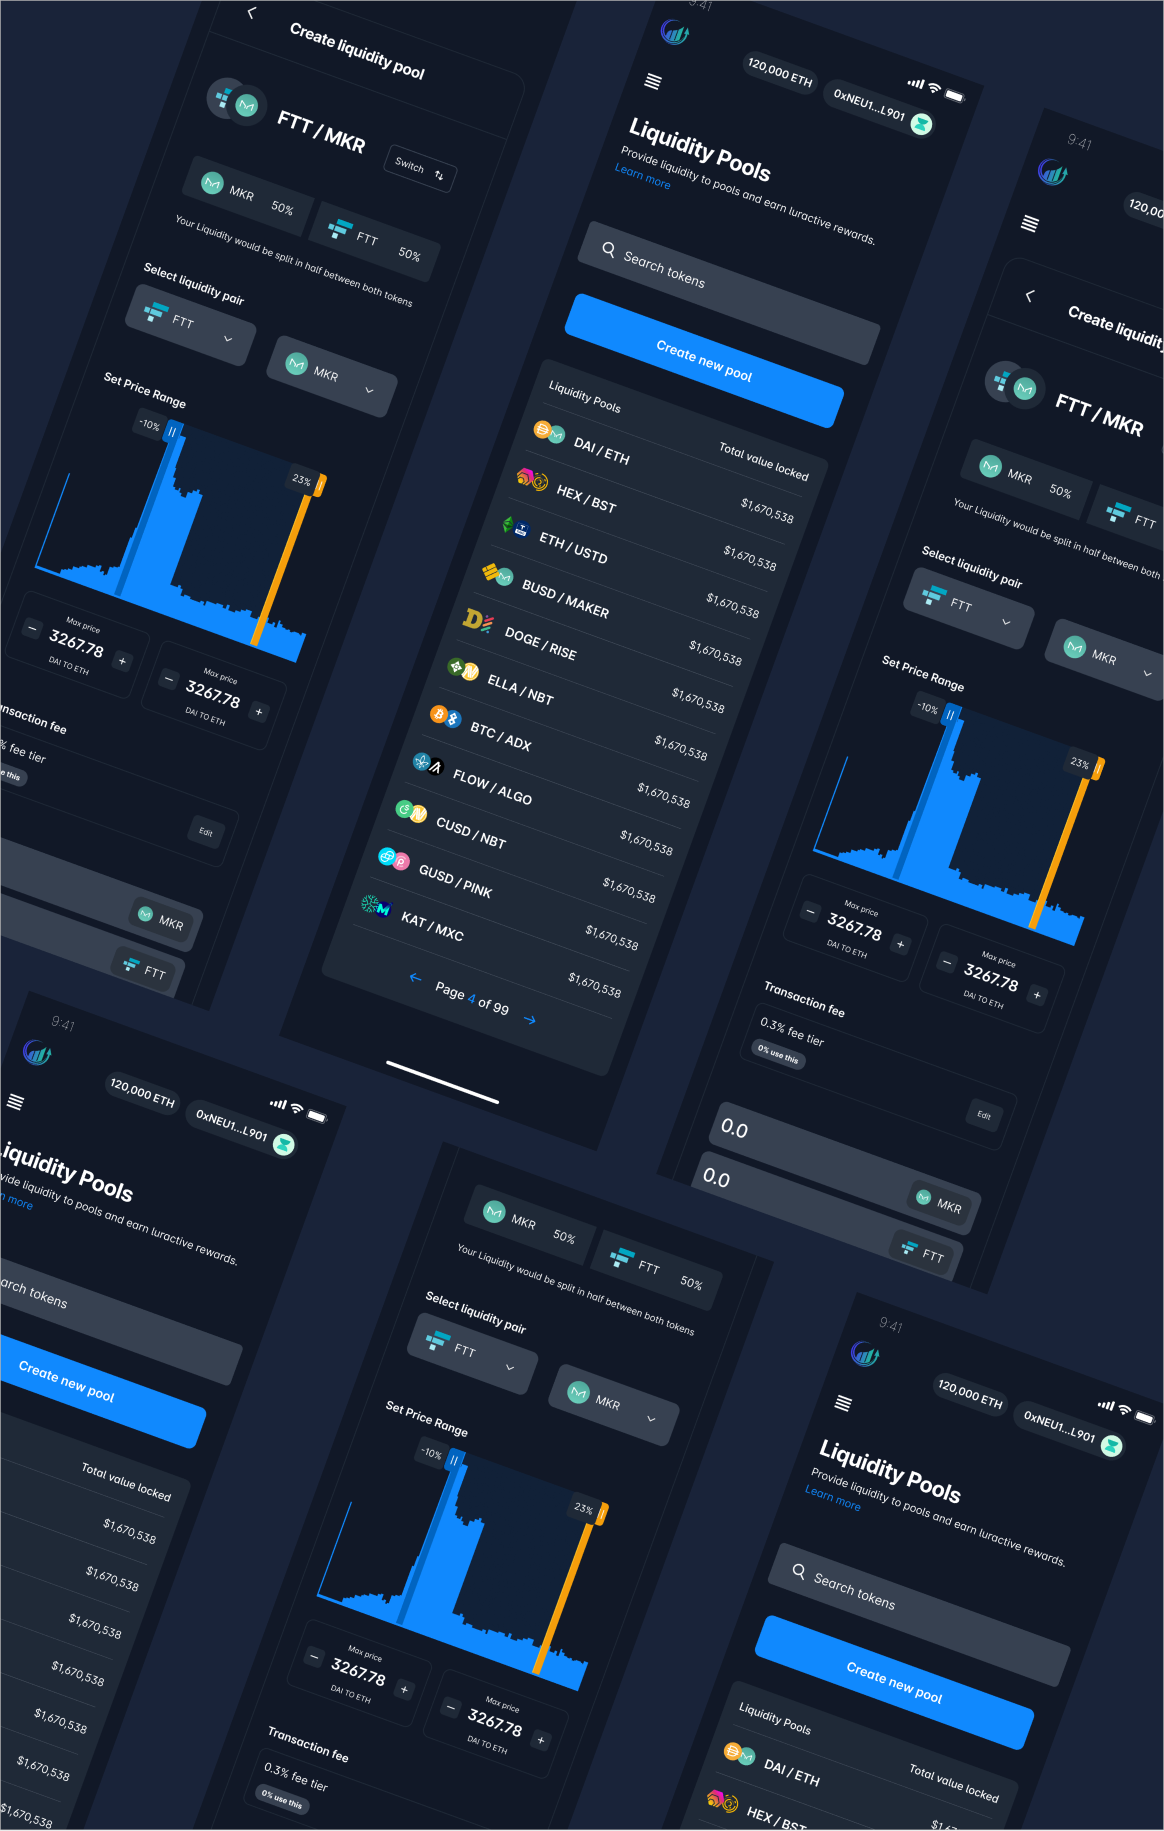 Create liquidity pool
FTT / MKR
Switch
MKR 50%
FTT 50%
Your Liquidity would be split in half between both tokens
Select liquidity pair
FTT
MKR
Set Price Range
-10%
23%
Max price
3267.78
DAI TO ETH
Max price
3267.78
DAI TO ETH
nsaction fee
% fee tier
e this
Edit
MKR
FTT
9:41
120,000 ETH
0xNEU1...L901
Liquidity Pools
Provide liquidity to pools and earn luractive rewards.
Learn more
Search tokens
Create new pool
Liquidity Pools
Total value locked
DAI / ETH
$1,670,538
HEX / BST
$1,670,538
ETH / USTD
$1,670,538
BUSD / MAKER
$1,670,538
DOGE / RISE
$1,670,538
ELLA / NBT
$1,670,538
BTC / ADX
$1,670,538
FLOW / ALGO
$1,670,538
CUSD / NBT
$1,670,538
GUSD / PINK
$1,670,538
KAT / MXC
$1,670,538
Page 4 of 99
9:41
120,00
Create liquidity
FTT / MKR
MKR 50%
FTT
Your Liquidity would be split in half between both
Select liquidity pair
FTT
MKR
Set Price Range
-10%
23%
Max price
3267.78
DAI TO ETH
Max price
3267.78
DAI TO ETH
Transaction fee
0.3% fee tier
0% use this
Edit
0.0
MKR
0.0
FTT
9:41
120,000 ETH
0xNEU1...L901
iquidity Pools
vide liquidity to pools and earn luractive rewards.
n more
arch tokens
Create new pool
Total value locked
$1,670,538
$1,670,538
$1,670,538
$1,670,538
$1,670,538
$1,670,538
$1,670,538
MKR 50%
FTT 50%
Your Liquidity would be split in half between both tokens
Select liquidity pair
FTT
MKR
Set Price Range
-10%
23%
Max price
3267.78
DAI TO ETH
Max price
3267.78
DAI TO ETH
Transaction fee
0.3% fee tier
0% use this
9:41
120,000 ETH
0xNEU1...L901
Liquidity Pools
Provide liquidity to pools and earn luractive rewards.
Learn more
Search tokens
Create new pool
Liquidity Pools
Total value locked
DAI / ETH
$1,67
HEX / BST